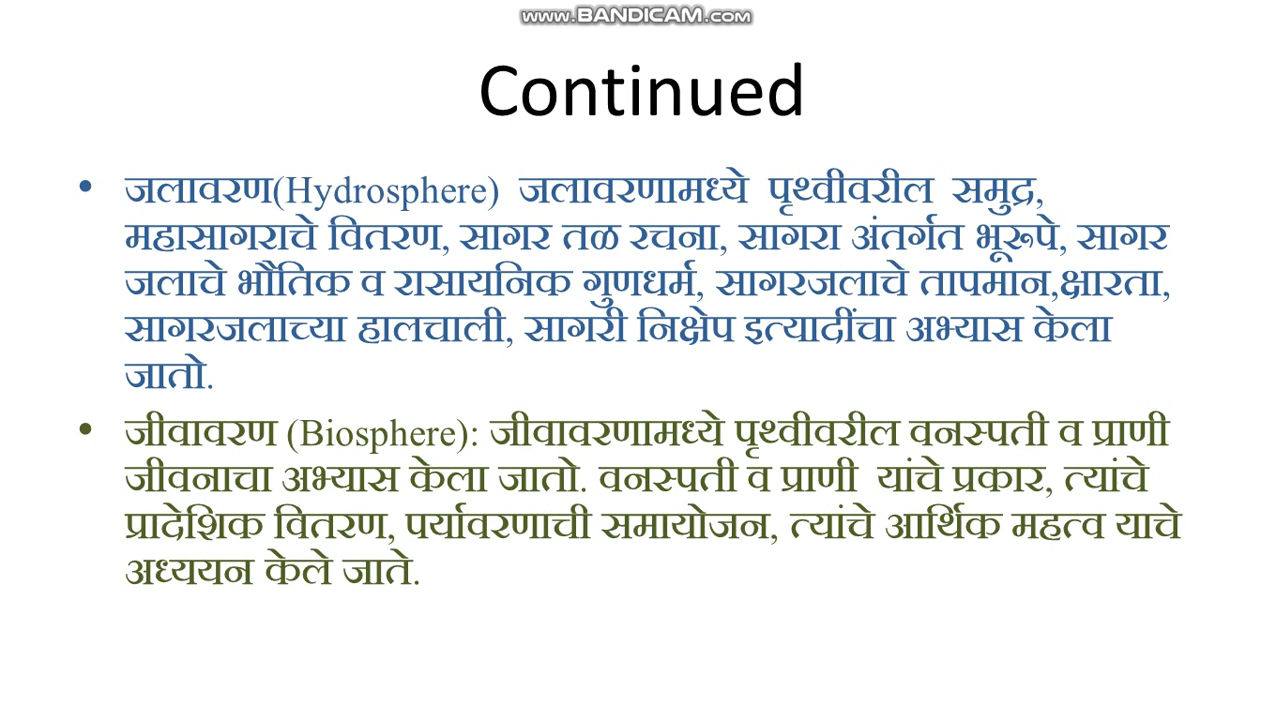 www.BANDICAM.com
Continued
• जलावरण(Hydrosphere) जलावरणामध्ये पृथ्वीवरील समुद्र,
महासागराचे वितरण, सागर तळ रचना, सागरा अंतर्गत भूरूपे, सागर
जलाचे भौतिक व रासायनिक गुणधर्म, सागरजलाचे तापमान,क्षारता,
सागरजलाच्या हालचाली, सागरी निक्षेप इत्यादींचा अभ्यास केला
जातो.
• जीवावरण (Biosphere): जीवावरणामध्ये पृथ्वीवरील वनस्पती व प्राणी
जीवनाचा अभ्यास केला जातो. वनस्पती व प्राणी यांचे प्रकार, त्यांचे
प्रादेशिक वितरण, पर्यावरणाची समायोजन, त्यांचे आर्थिक महत्व याचे
अध्ययन केले जाते.